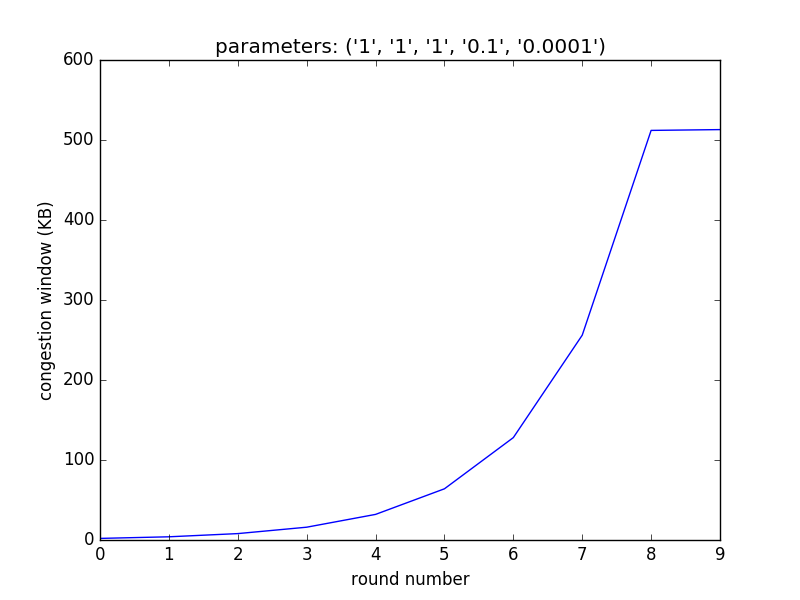 parameters: ('1', '1', '1', '0.1', '0.0001')
600
500
400
300
200
100
0
congestion window (KB)
0 1 2 3 4 5 6 7 8 9
round number